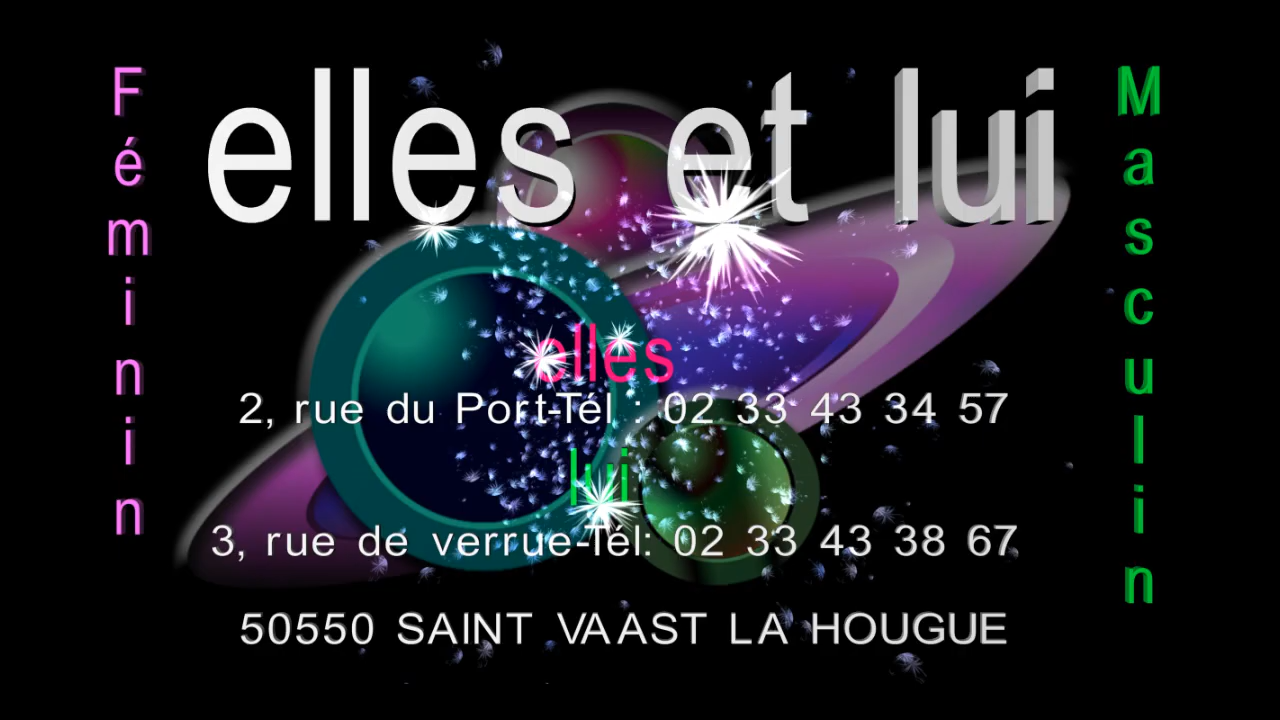 elles et lui
Féminin
Masculin
elles
2, rue du Port-Tél : 02 33 43 34 57
lui
3, rue de verrue-Tél: 02 33 43 38 67
50550 SAINT VAAST LA HOUGUE